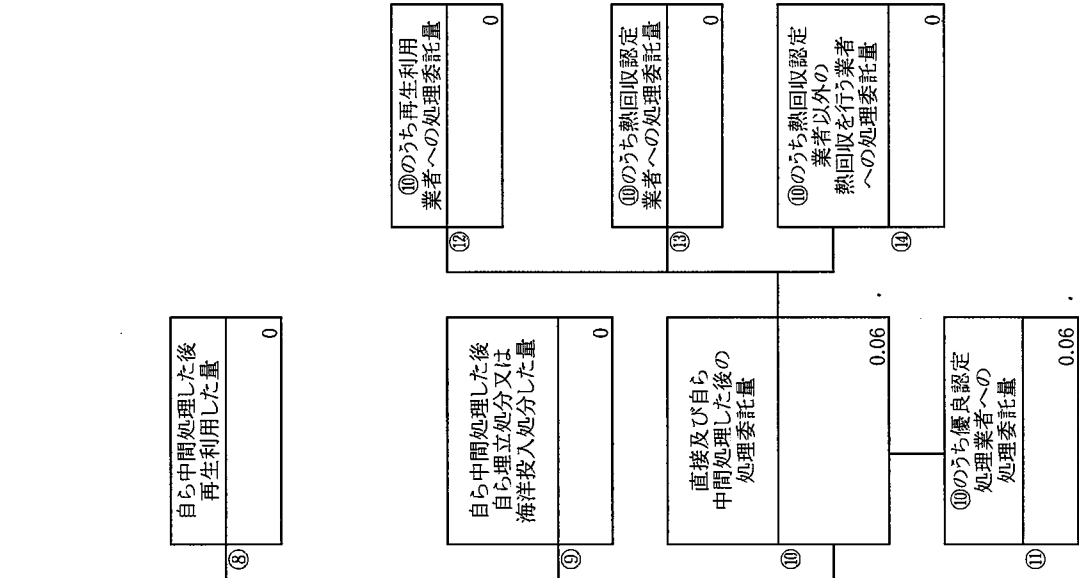 ⑧
自ら中間処理した後
再生利用した量
0
⑨
自ら中間処理した後
自ら埋立処分又は
海洋投入処分した量
0
⑩
直接及び自ら
中間処理した後の
処理委託量
0.06
⑪
⑩のうち優良認定
処理業者への
処理委託量
0.06
⑫
⑩のうち再生利用
業者への処理委託量
0
⑬
⑩のうち熱回収認定
業者への処理委託量
0
⑭
⑩のうち熱回収認定
業者以外の
熱回収を行う業者
への処理委託量
0